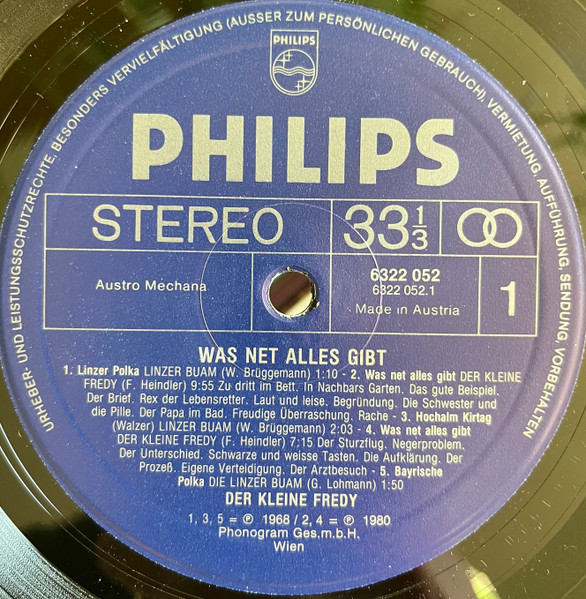 URHEBER- UND LEISTUNGSSCHUTZRECHTE, BESONDERS VERVIELFÄLTIGUNG (AUSSER ZUM PERSÖNLICHEN GEBRAUCH), VERMIETUNG, AUFFÜHRUNG, SENDUNG, VORBEHALTEN
PHILIPS
PHILIPS
STEREO 33 1/3
Austro Mechana
6322 052
6322 052.1
Made in Austria
1
WAS NET ALLES GIBT
1. Linzer Polka LINZER BUAM (W. Brüggemann) 1:10 - 2. Was net alles gibt DER KLEINE
FREDY (F. Heindler) 9:55 Zu dritt im Bett. In Nachbars Garten. Das gute Beispiel.
Der Brief. Rex der Lebensretter. Laut und leise. Begründung. Die Schwester und
die Pille. Der Papa im Bad. Freudige Überraschung. Rache - 3. Hochalm Kirtag
(Walzer) LINZER BUAM (W. Brüggemann) 2:03 - 4. Was net alles gibt
DER KLEINE FREDY (F. Heindler) 7:15 Der Sturzflug. Negerproblem.
Der Unterschied. Schwarze und weisse Tasten. Die Aufklärung. Der
Prozeß. Eigene Verteidigung. Der Arztbesuch - 5. Bayrische
Polka DIE LINZER BUAM (G. Lohmann) 1:50
DER KLEINE FREDY
1, 3, 5 = ℗ 1968 / 2, 4 = ℗ 1980
Phonogram Ges.m.b.H.
Wien